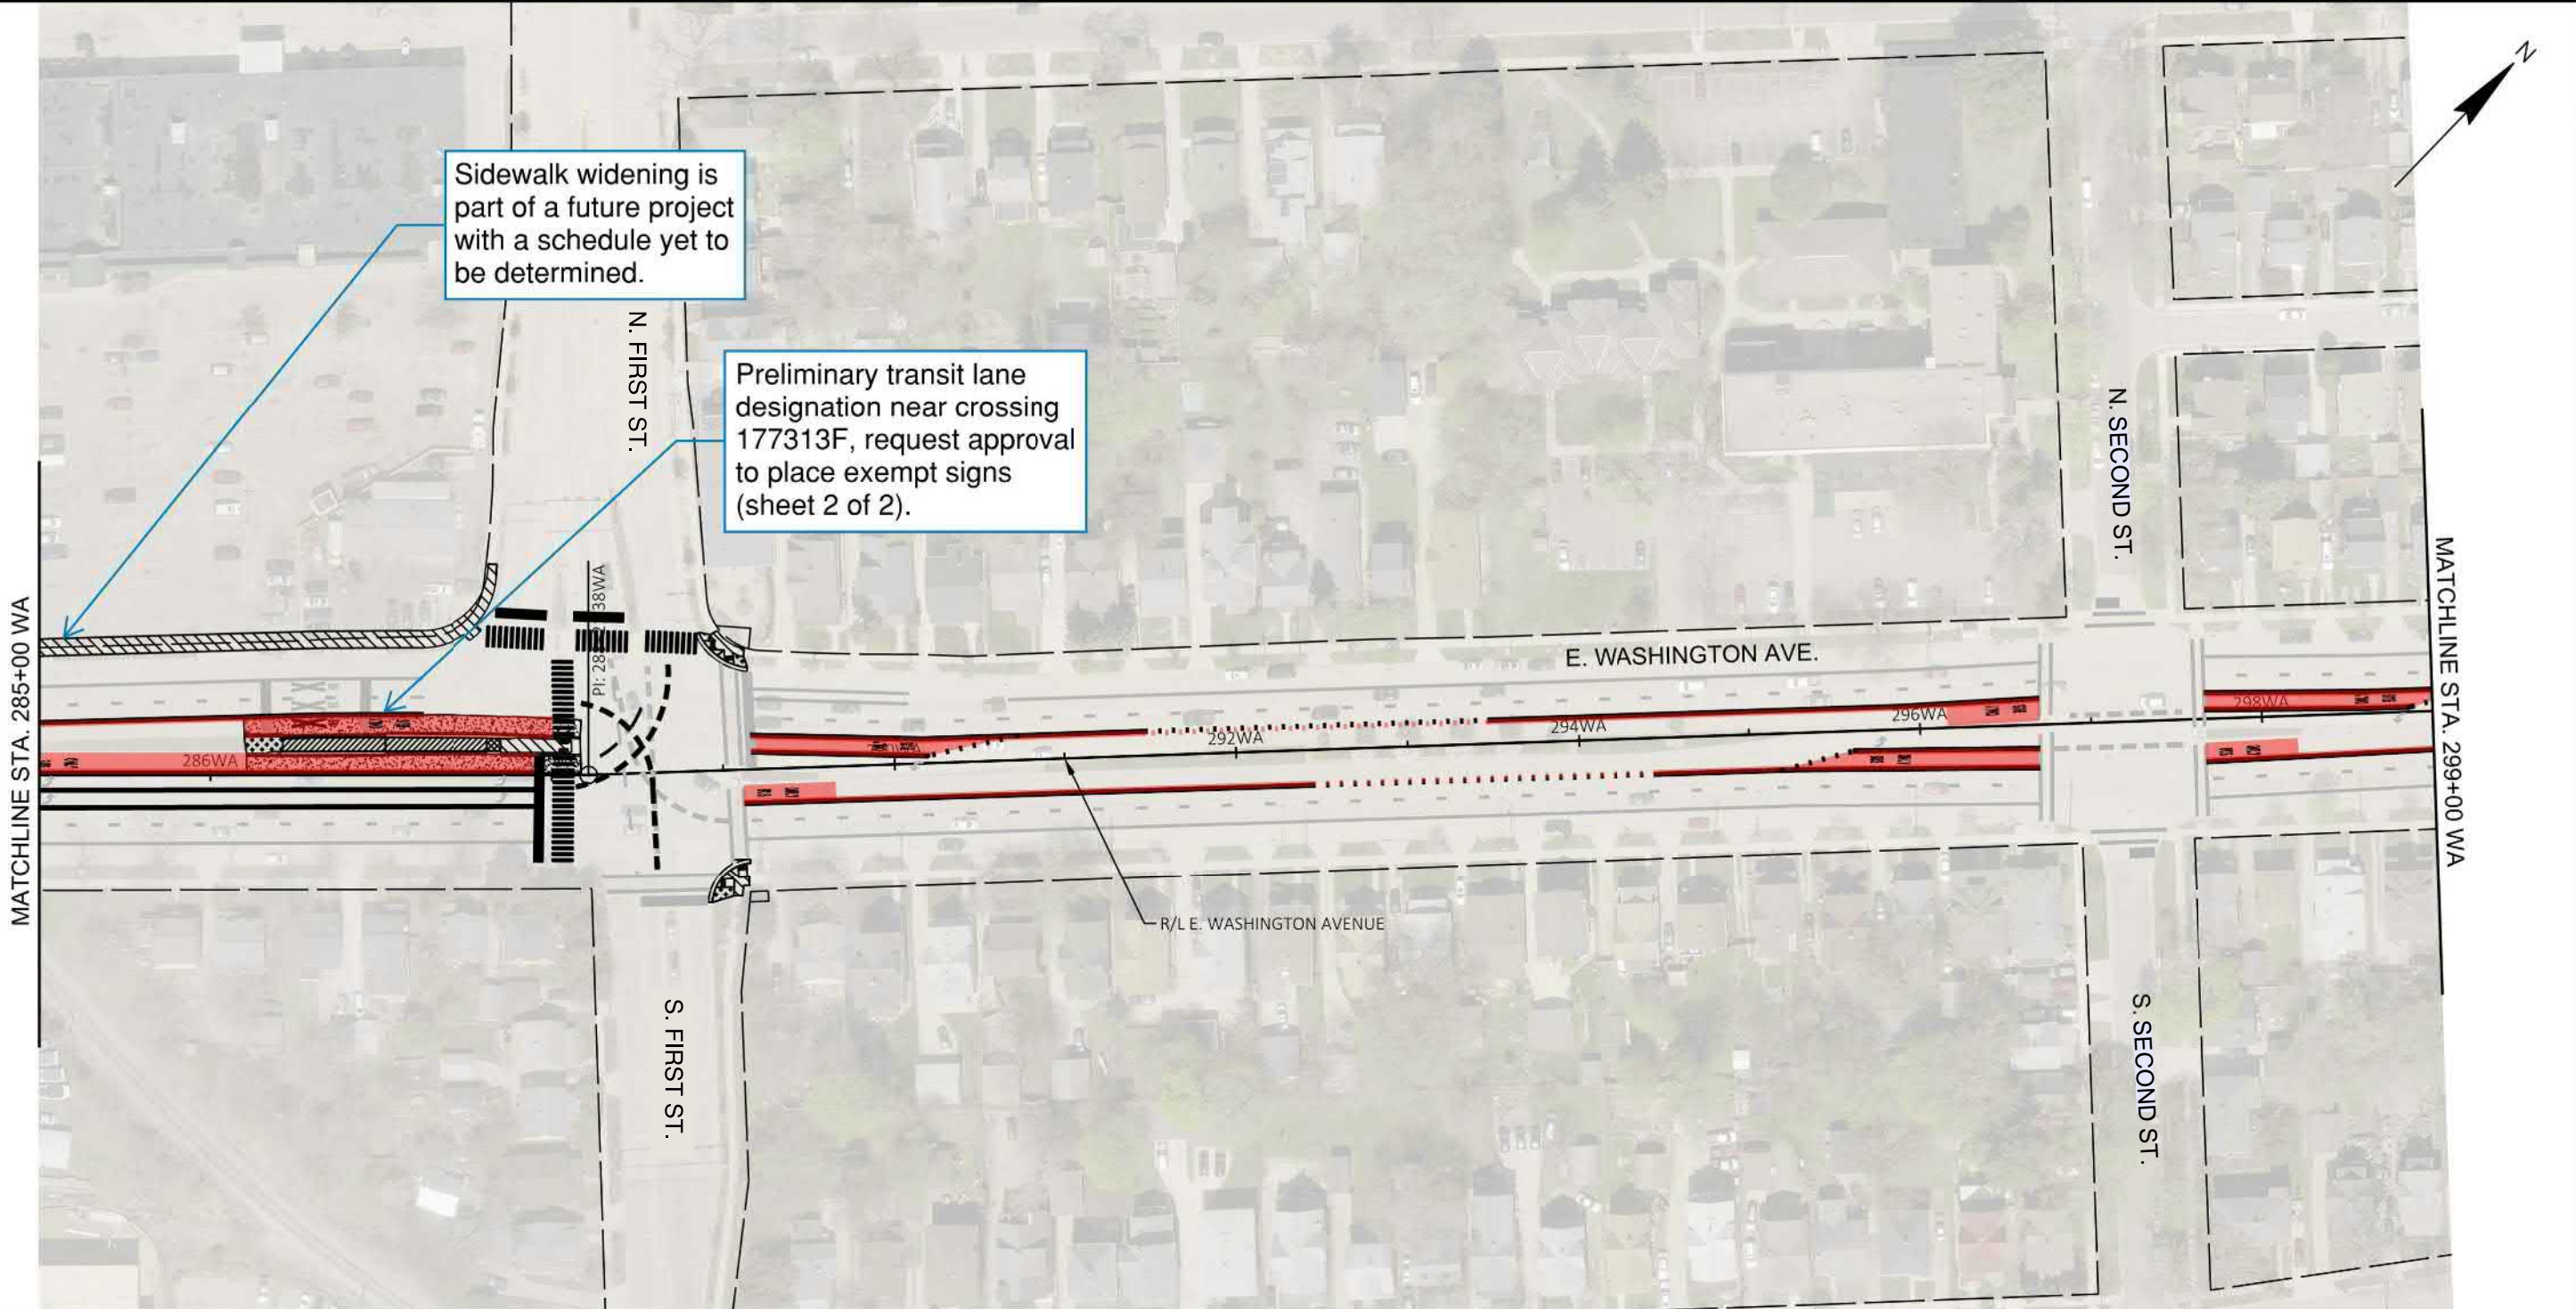 N
Sidewalk widening is
part of a future project
with a schedule yet to
be determined.
N. FIRST ST.
Preliminary transit lane
designation near crossing
177313F, request approval
to place exempt signs
(sheet 2 of 2).
N. SECOND ST.
MATCHLINE STA. 285+00 WA
MATCHLINE STA. 299+00 WA
E. WASHINGTON AVE.
286WA
292WA
294WA
296WA
298WA
R/L E. WASHINGTON AVENUE
S. FIRST ST.
S. SECOND ST.